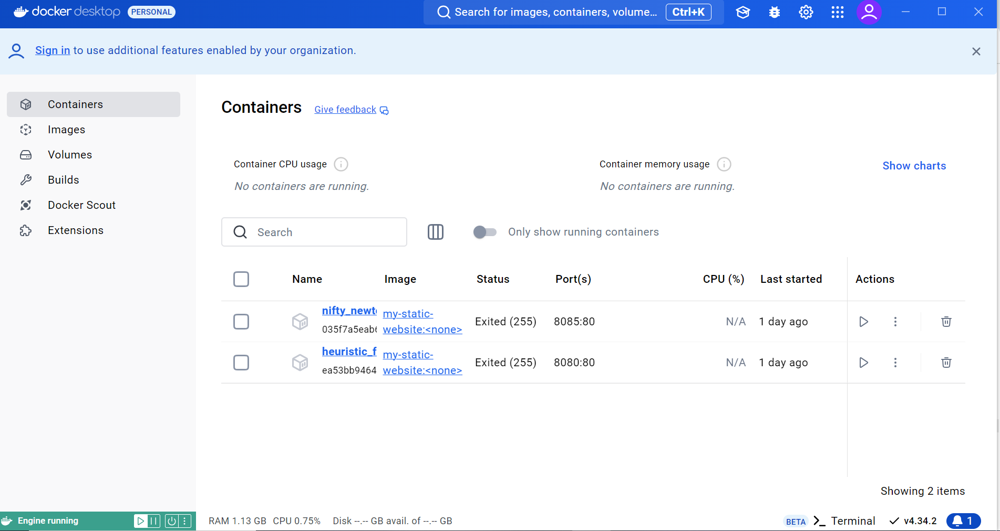 docker desktop PERSONAL
Search for images, containers, volume... Ctrl+K
Sign in to use additional features enabled by your organization.
Containers
Images
Volumes
Builds
Docker Scout
Extensions
Containers Give feedback
Container CPU usage
No containers are running.
Container memory usage
No containers are running.
Show charts
Search
Only show running containers
Name Image Status Port(s) CPU (%) Last started Actions
nifty_newt
035f7a5eab
my-static-
website:<none>
Exited (255) 8085:80 N/A 1 day ago
heuristic_f
ea53bb9464
my-static-
website:<none>
Exited (255) 8080:80 N/A 1 day ago
Showing 2 items
Engine running
RAM 1.13 GB CPU 0.75% Disk --.-- GB avail. of --.-- GB
BETA >_ Terminal v4.34.2 1